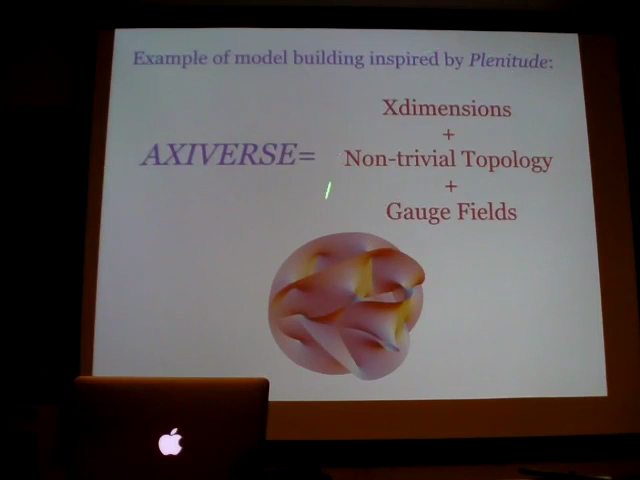 Example of model building inspired by Plenitude:
Xdimensions
+
AXIVERSE= Non-trivial Topology
+
Gauge Fields